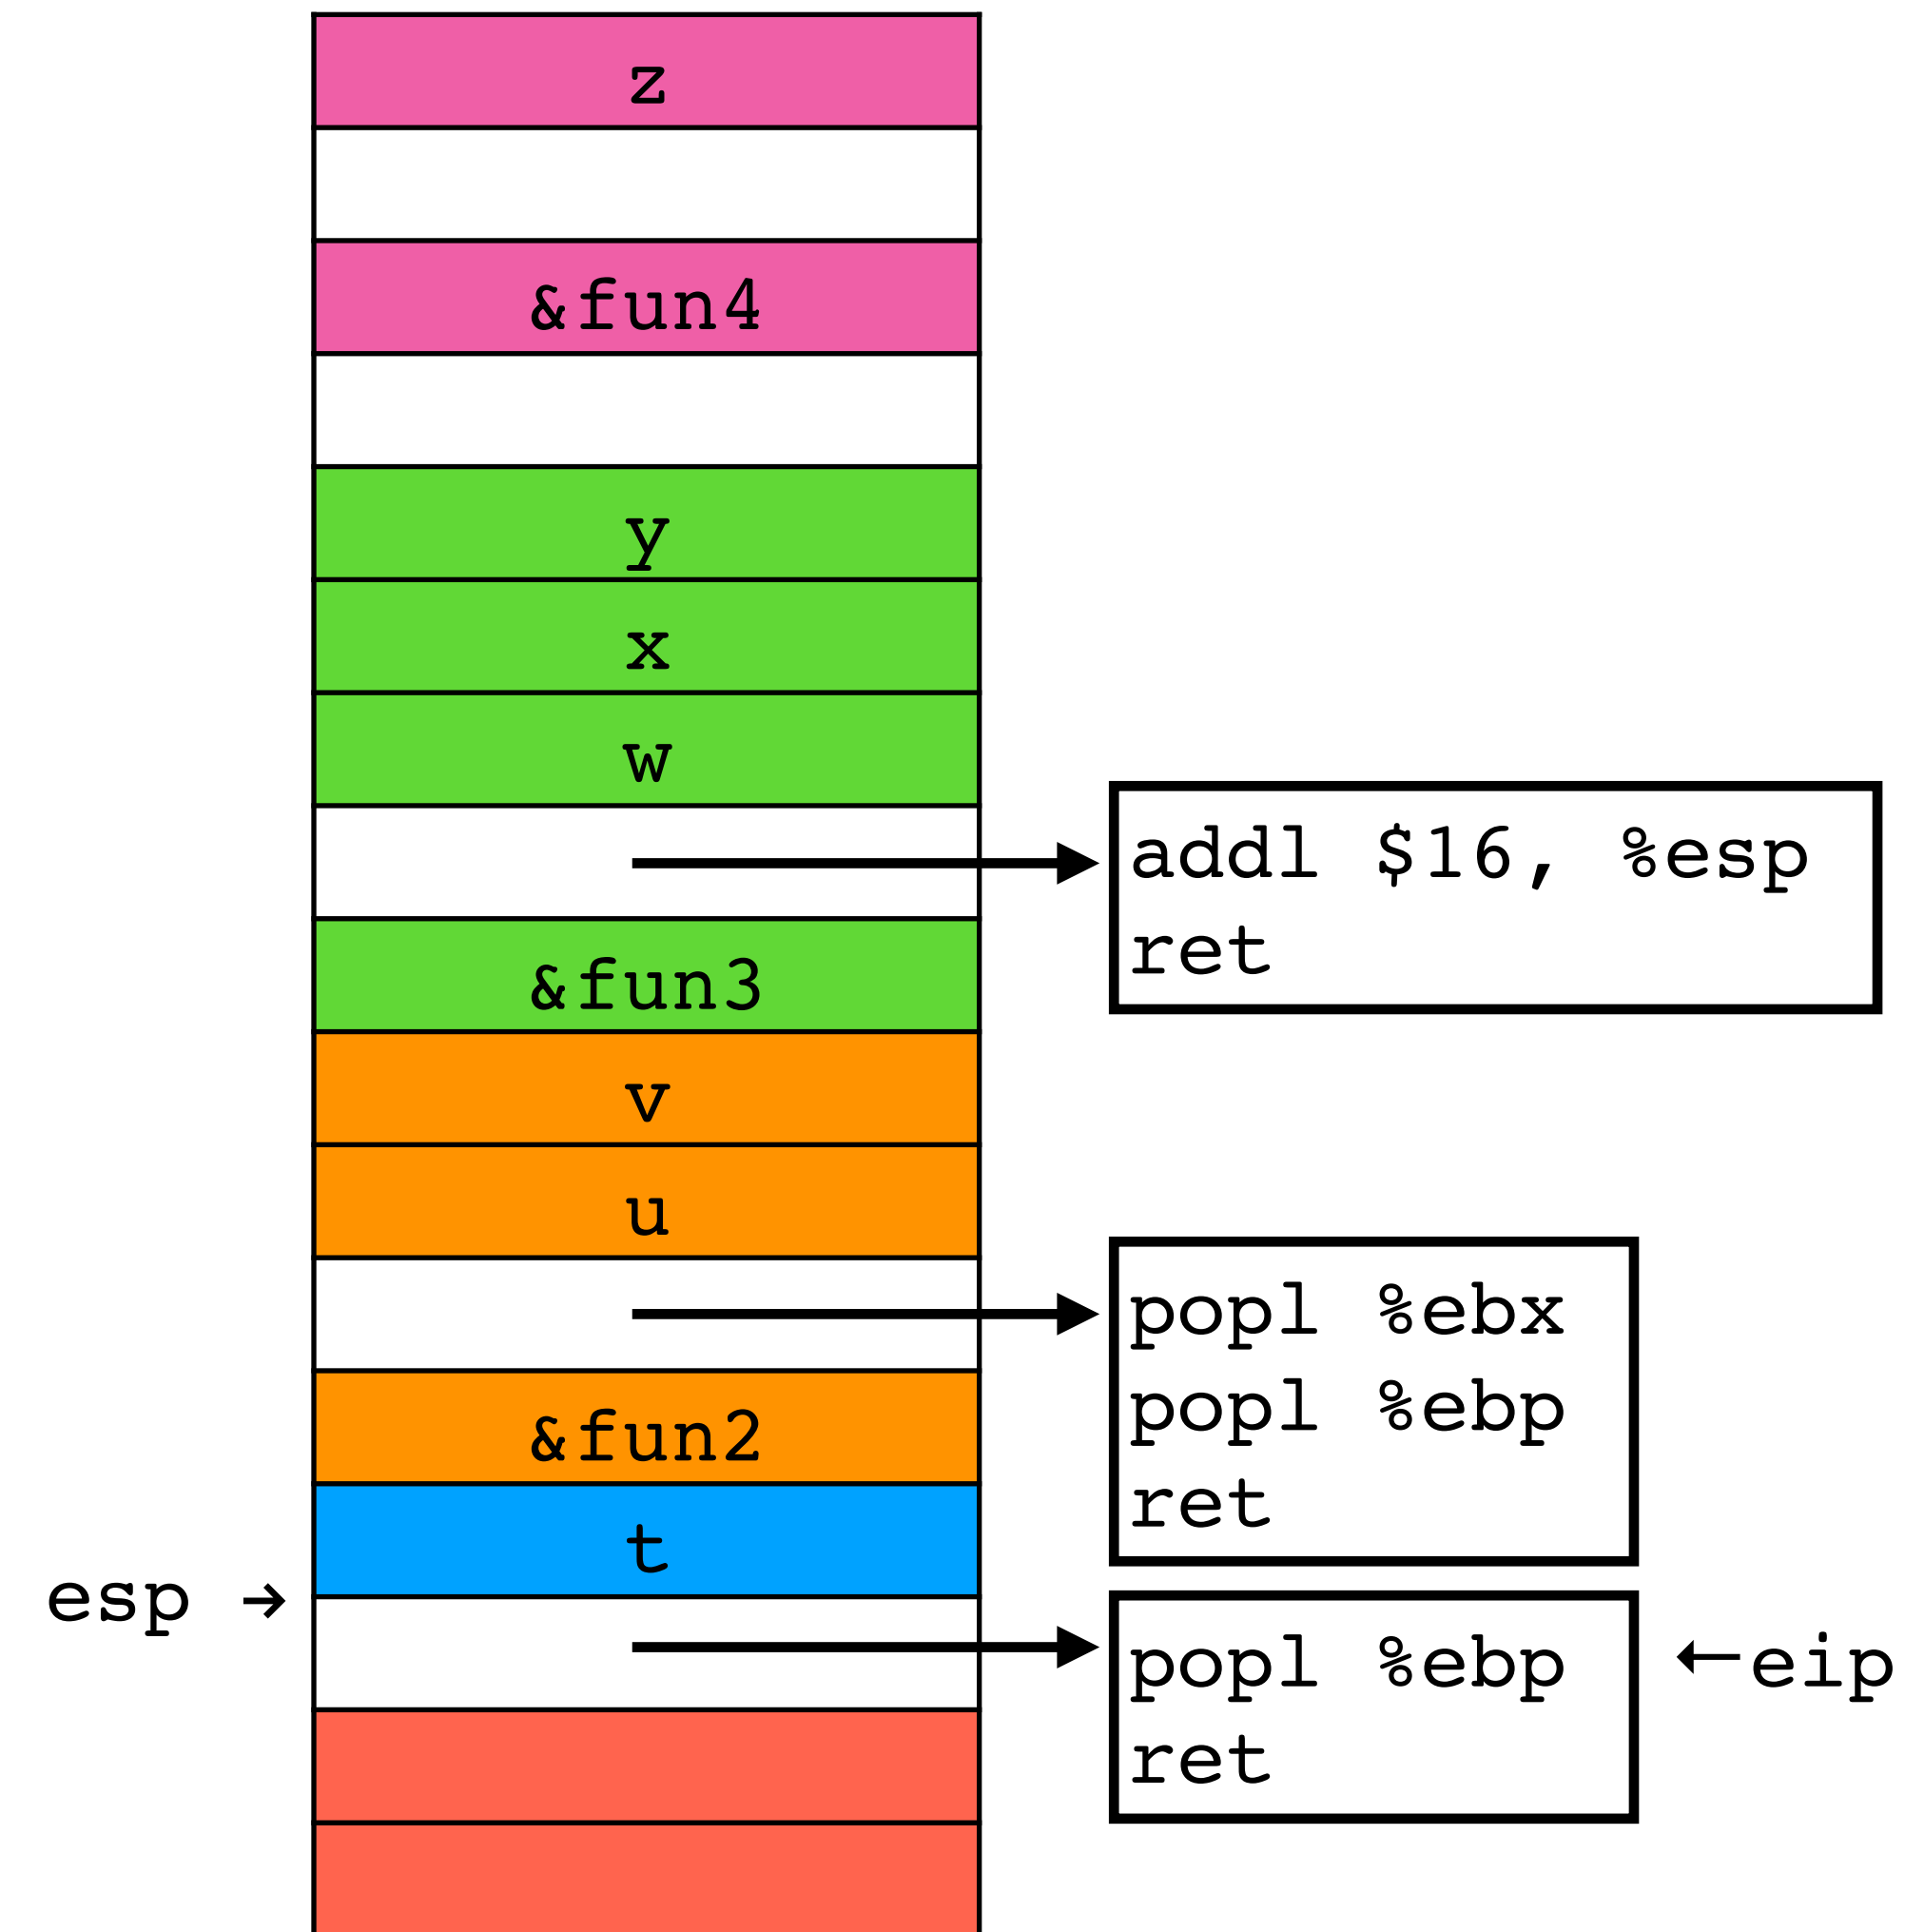 z
&fun4
y
x
w
addl $16, %esp
ret
&fun3
v
u
popl %ebx
popl %ebp
ret
&fun2
t
esp →
popl %ebp
ret
←eip